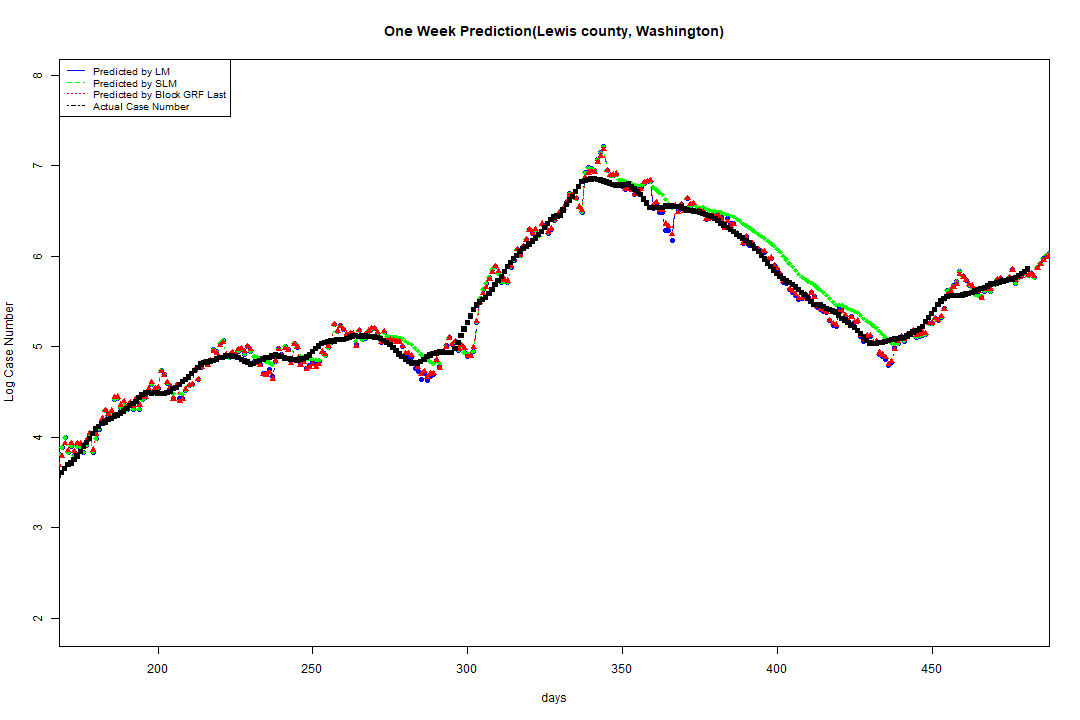 One Week Prediction(Lewis county, Washington)
Predicted by LM
Predicted by SLM
Predicted by Block GRF Last
Actual Case Number
8
7
6
5
4
3
2
Log Case Number
200 250 300 350 400 450
days